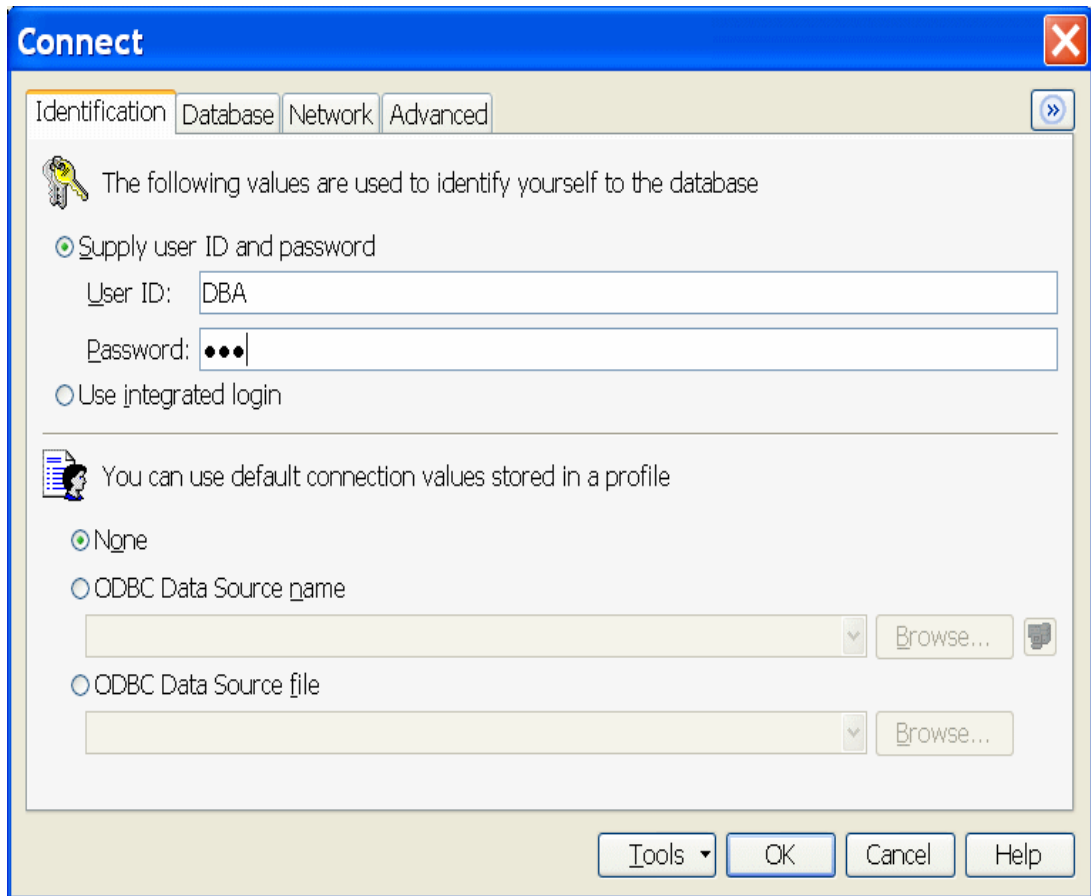 Connect
Identification Database Network Advanced
The following values are used to identify yourself to the database
Supply user ID and password
User ID: DBA
Password: ●●●
Use integrated login
You can use default connection values stored in a profile
None
ODBC Data Source name
Browse...
ODBC Data Source file
Browse...
Tools OK Cancel Help